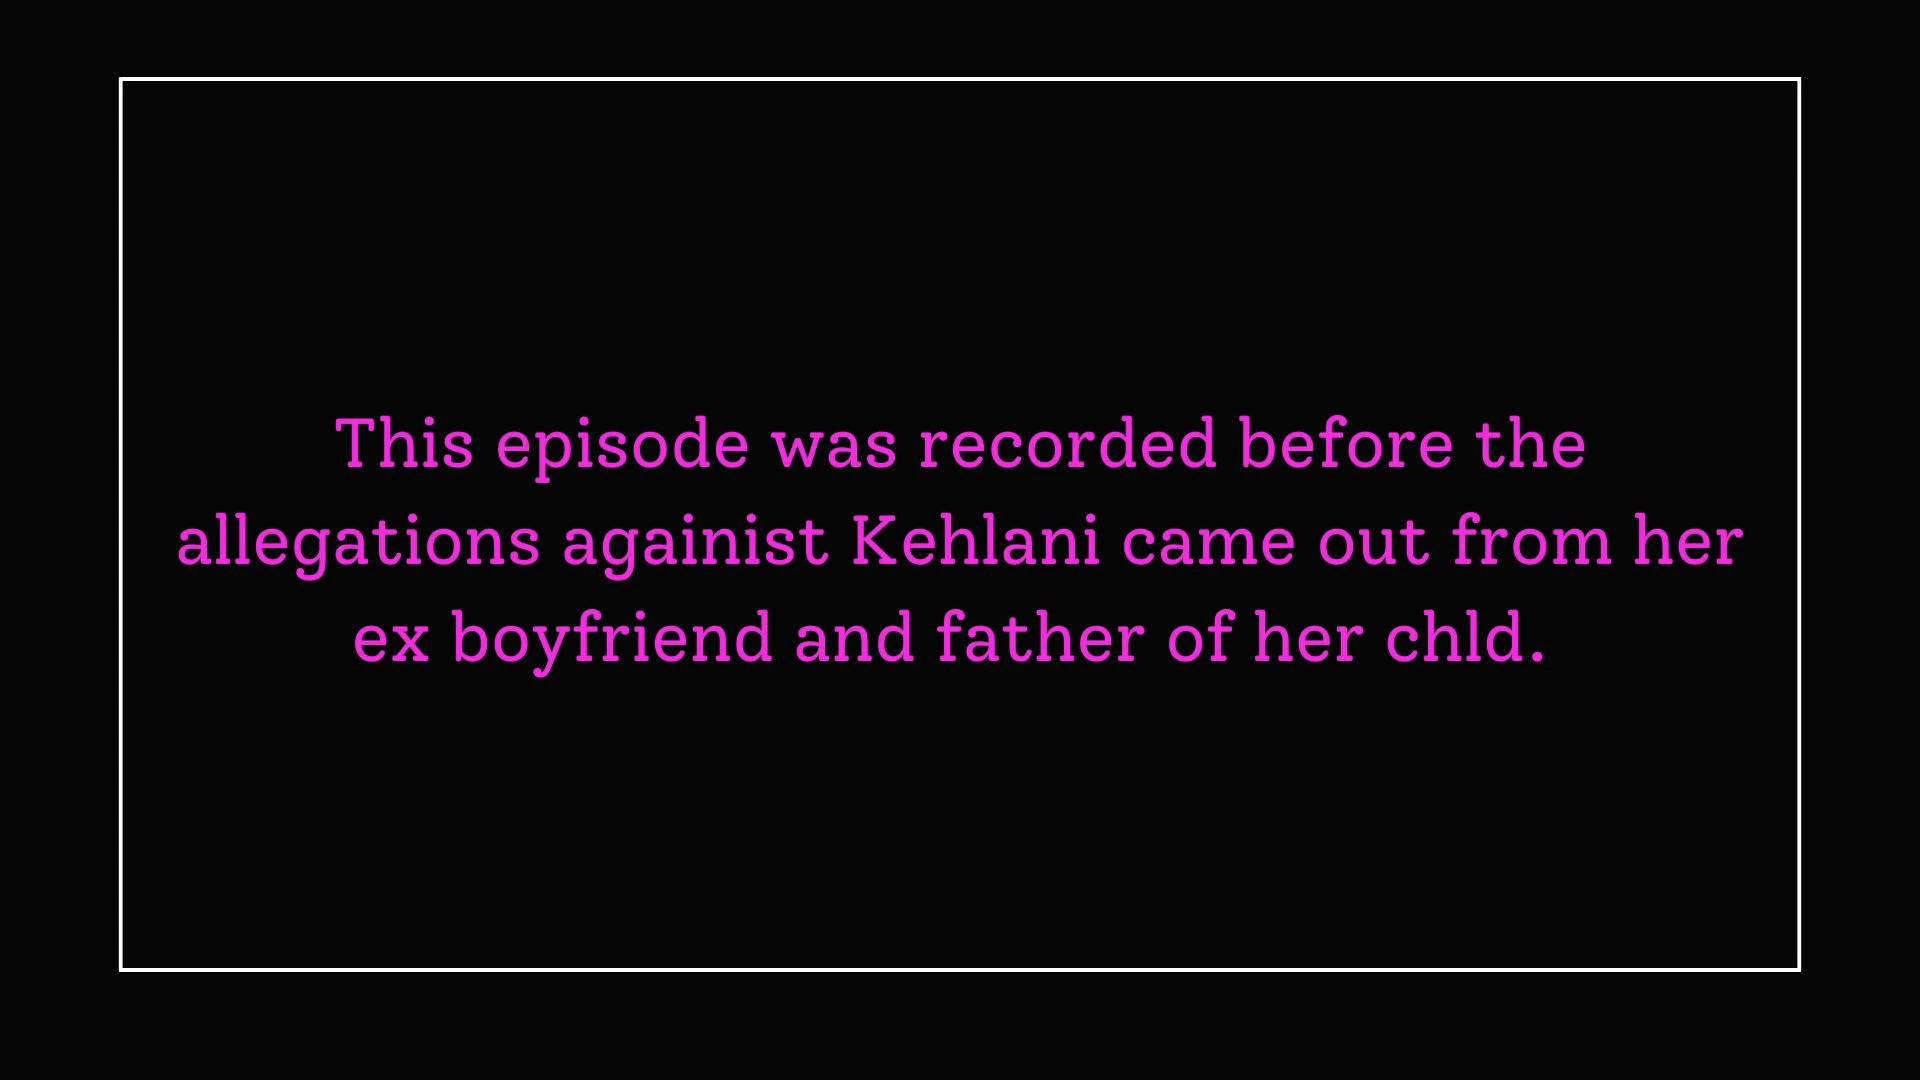 This episode was recorded before the
allegations againist Kehlani came out from her
ex boyfriend and father of her chld.